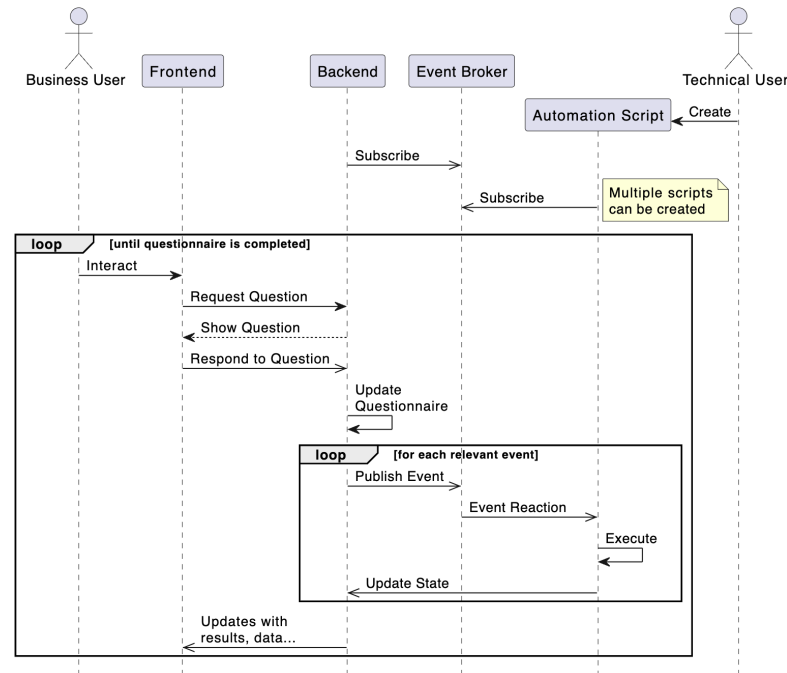 Business User
Frontend
Backend
Event Broker
Technical User
Automation Script
Create
Subscribe
Subscribe
Multiple scripts
can be created
loop [until questionnaire is completed]
Interact
Request Question
Show Question
Respond to Question
Update
Questionnaire
loop [for each relevant event]
Publish Event
Event Reaction
Execute
Update State
Updates with
results, data...